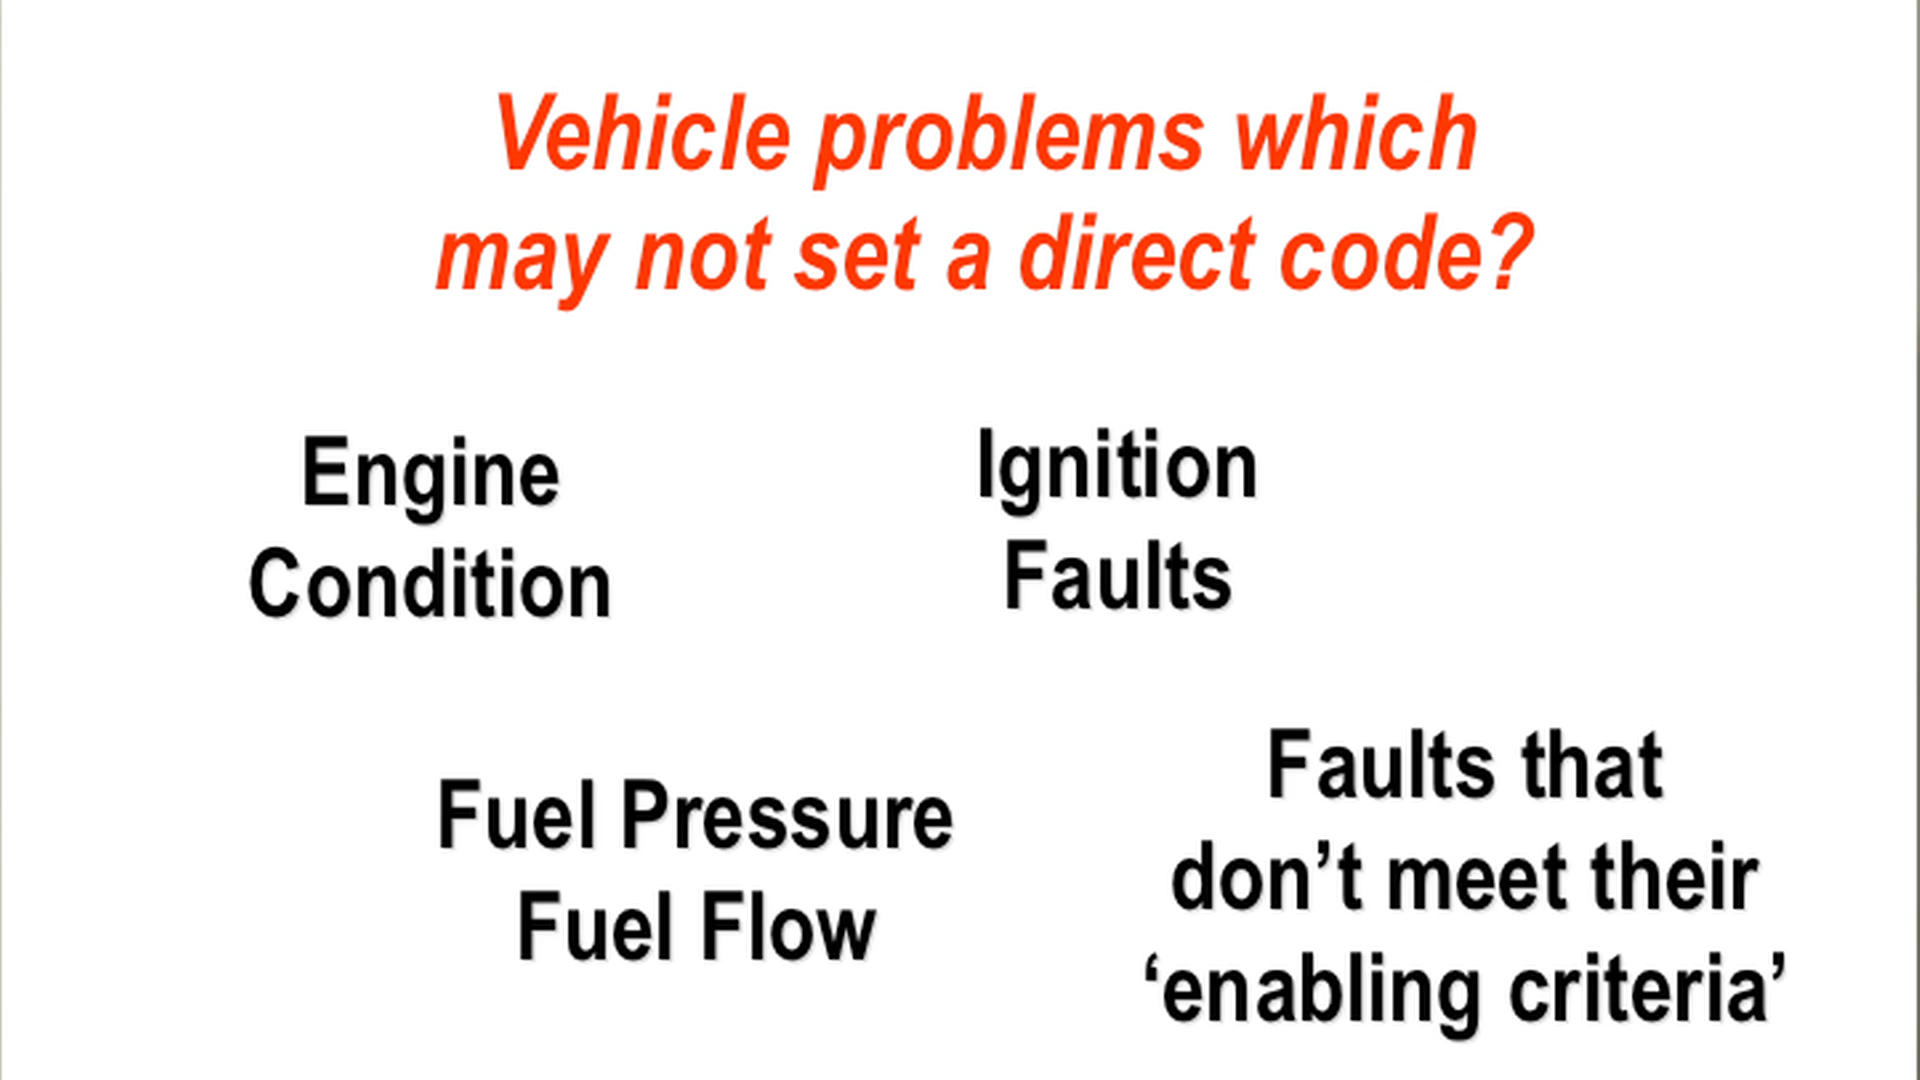 Vehicle problems which
may not set a direct code?
Engine
Condition
Ignition
Faults
Fuel Pressure
Fuel Flow
Faults that
don’t meet their
‘enabling criteria’